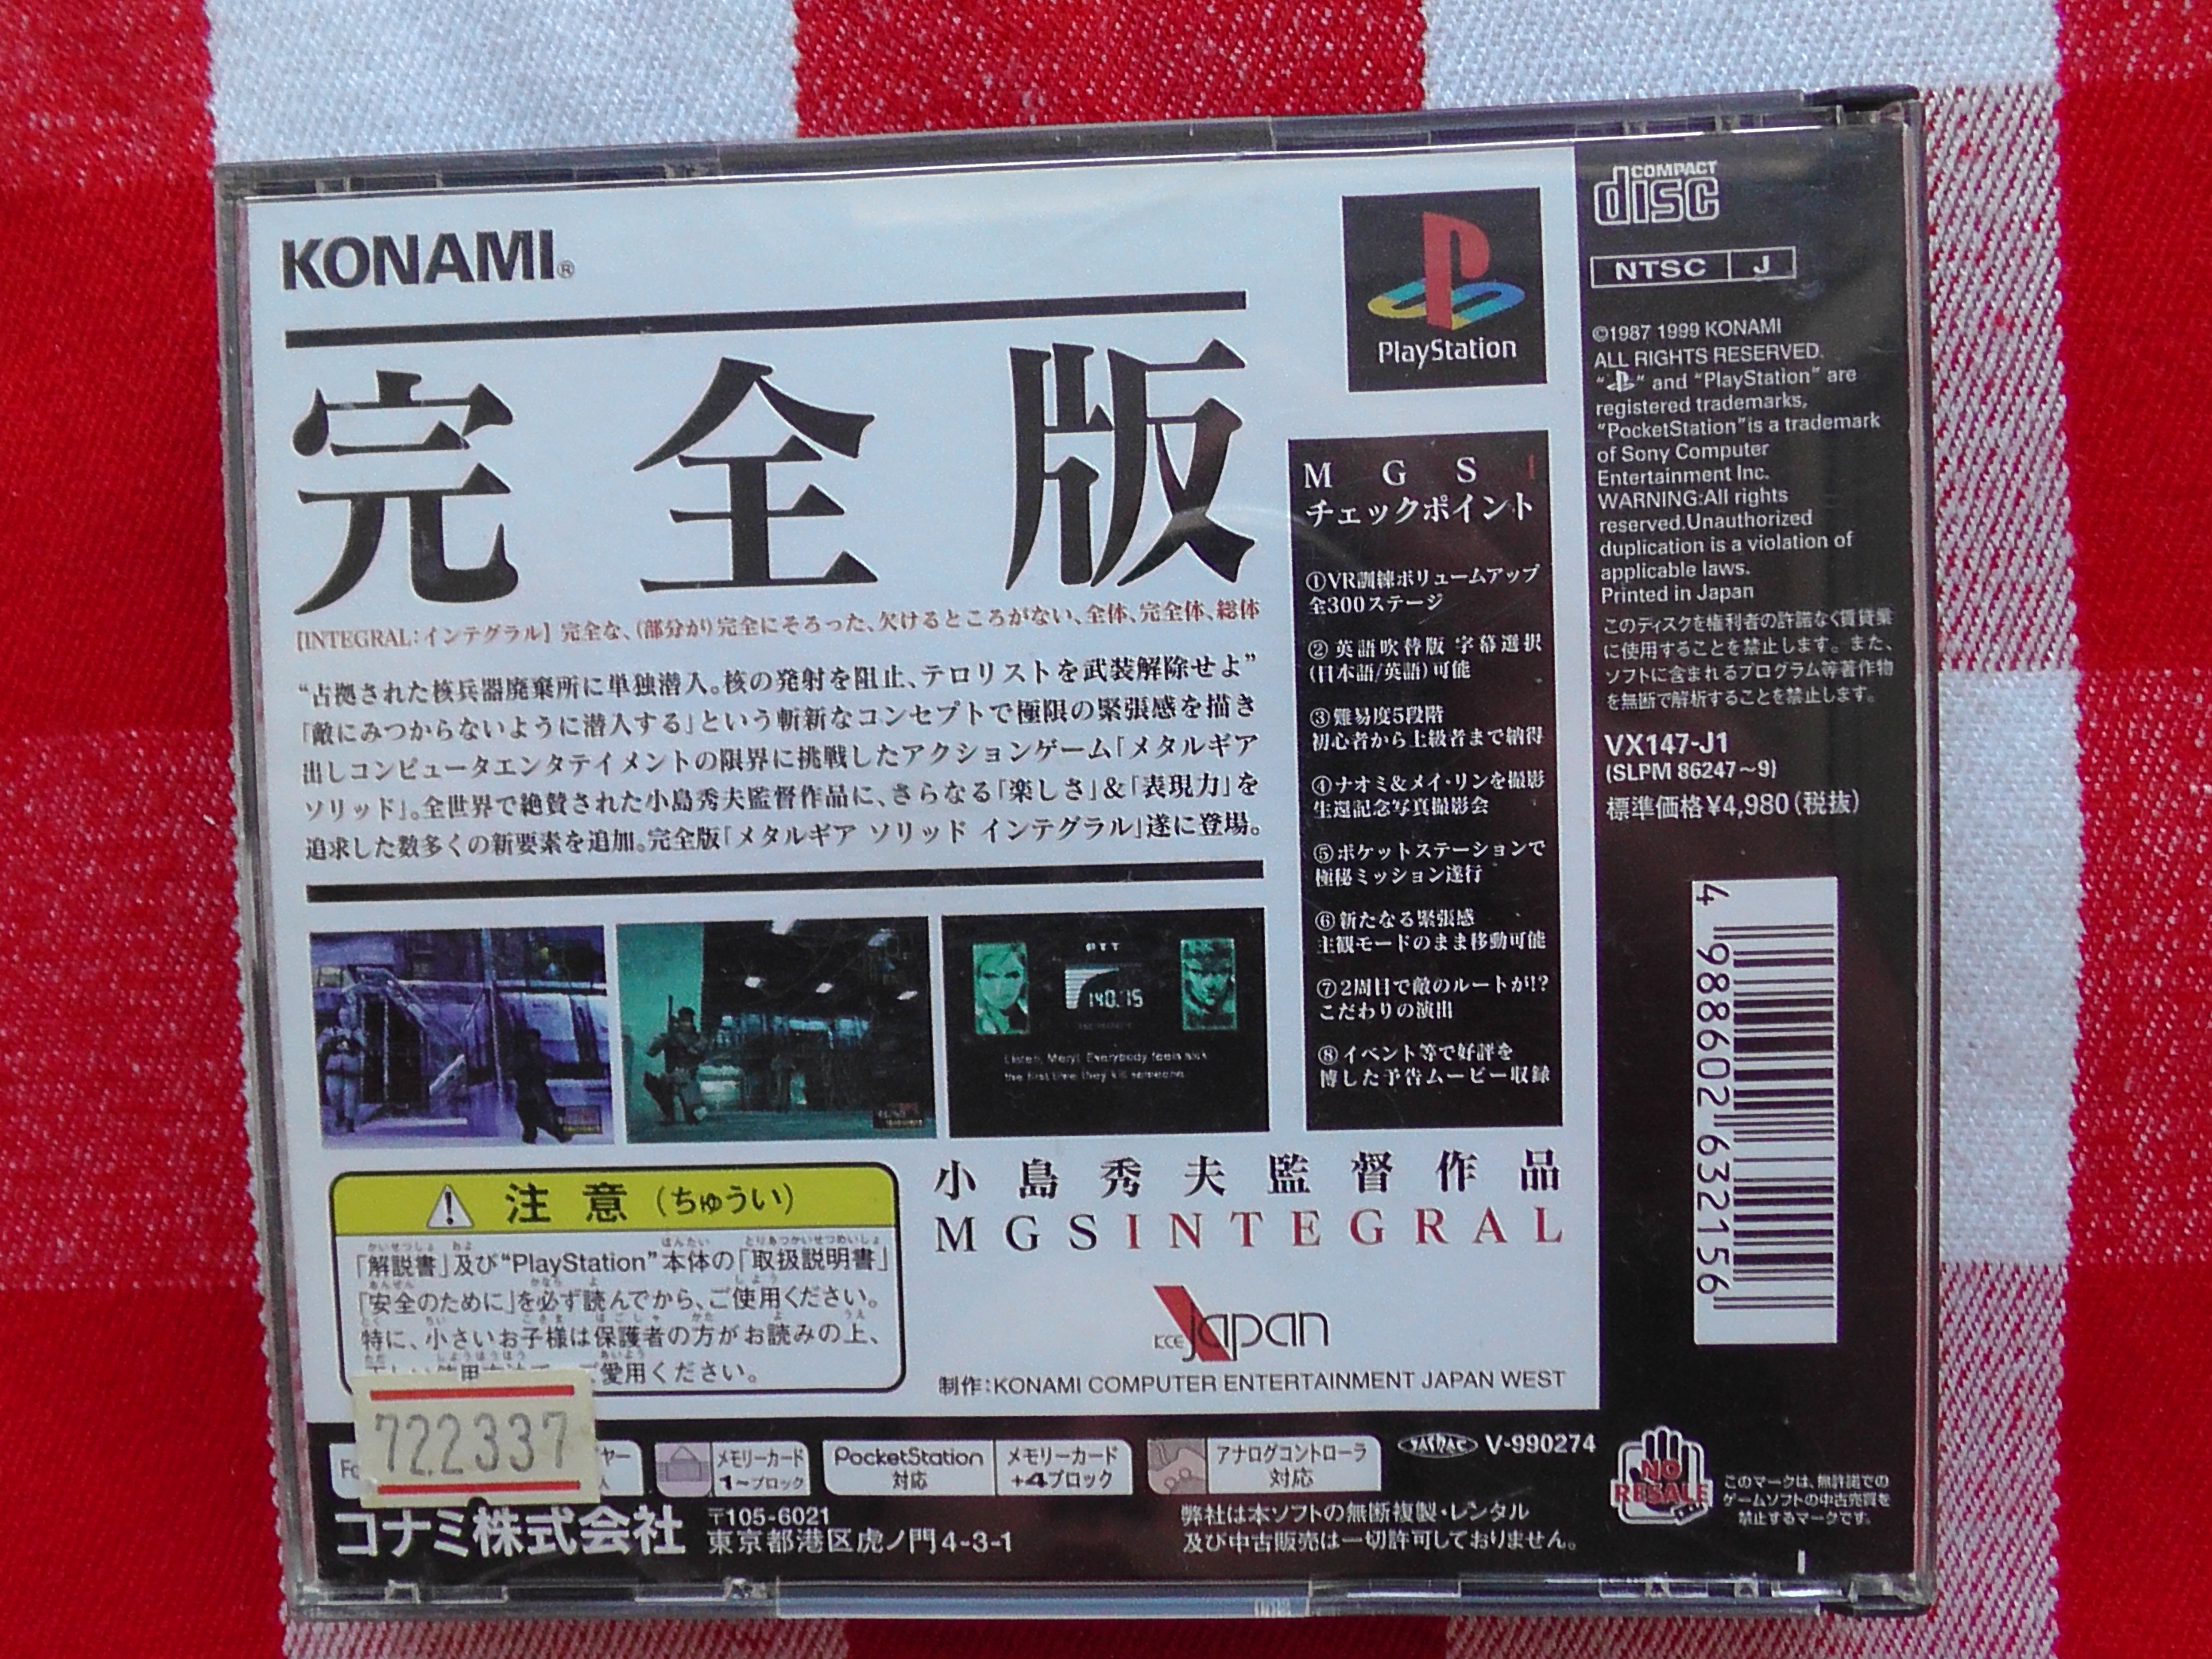 KONAMI®
完全版
[INTEGRAL:インテグラル] 完全な、(部分が)完全にそろった、欠けるところがない、全体、完全体、総体
“占拠された核兵器廃棄所に単独潜入。核の発射を阻止、テロリストを武装解除せよ”
「敵にみつからないように潜入する」という斬新なコンセプトで極限の緊張感を描き
出しコンピュータエンタテイメントの限界に挑戦したアクションゲーム「メタルギア
ソリッド」。全世界で絶賛された小島秀夫監督作品に、さらなる「楽しさ」&「表現力」を
追求した数多くの新要素を追加。完全版「メタルギア ソリッド インテグラル」遂に登場。
PTT
140.15
Listen, Meryl. Everybody feels sick
the first time they kill someone.
PlayStation
MGSI
チェックポイント
①VR訓練ボリュームアップ
全300ステージ
②英語吹替版 字幕選択
(日本語/英語)可能
③難易度5段階
初心者から上級者まで納得
④ナオミ&メイ・リンを撮影
生還記念写真撮影会
⑤ポケットステーションで
極秘ミッション遂行
⑥新たなる緊張感
主観モードのまま移動可能
⑦2周目で敵のルートが!?
こだわりの演出
⑧イベント等で好評を
博した予告ムービー収録
小島秀夫監督作品
MGSINTEGRAL
KCE Japan
制作:KONAMI COMPUTER ENTERTAINMENT JAPAN WEST
注意(ちゅうい)
「解説書」及び“PlayStation”本体の「取扱説明書」
「安全のために」を必ず読んでから、ご使用ください。
特に、小さいお子様は保護者の方がお読みの上、
ご愛用ください。
722337
メモリーカード
1~ブロック
PocketStation
対応
メモリーカード
+4ブロック
アナログコントローラ
対応
JASRAC V-990274
コナミ株式会社
〒105-6021
東京都港区虎ノ門4-3-1
弊社は本ソフトの無断複製・レンタル
及び中古販売は一切許可しておりません。
NO
RESALE
このマークは、無許諾での
ゲームソフトの中古売買を
禁止するマークです。
COMPACT
disc
NTSC J
©1987 1999 KONAMI
ALL RIGHTS RESERVED.
“PS” and “PlayStation” are
registered trademarks,
“PocketStation”is a trademark
of Sony Computer
Entertainment Inc.
WARNING:All rights
reserved.Unauthorized
duplication is a violation of
applicable laws.
Printed in Japan
このディスクを権利者の許諾なく賃貸業
に使用することを禁止します。また、
ソフトに含まれるプログラム等著作物
を無断で解析することを禁止します。
VX147-J1
(SLPM 86247~9)
標準価格¥4,980(税抜)
4 988602 632156